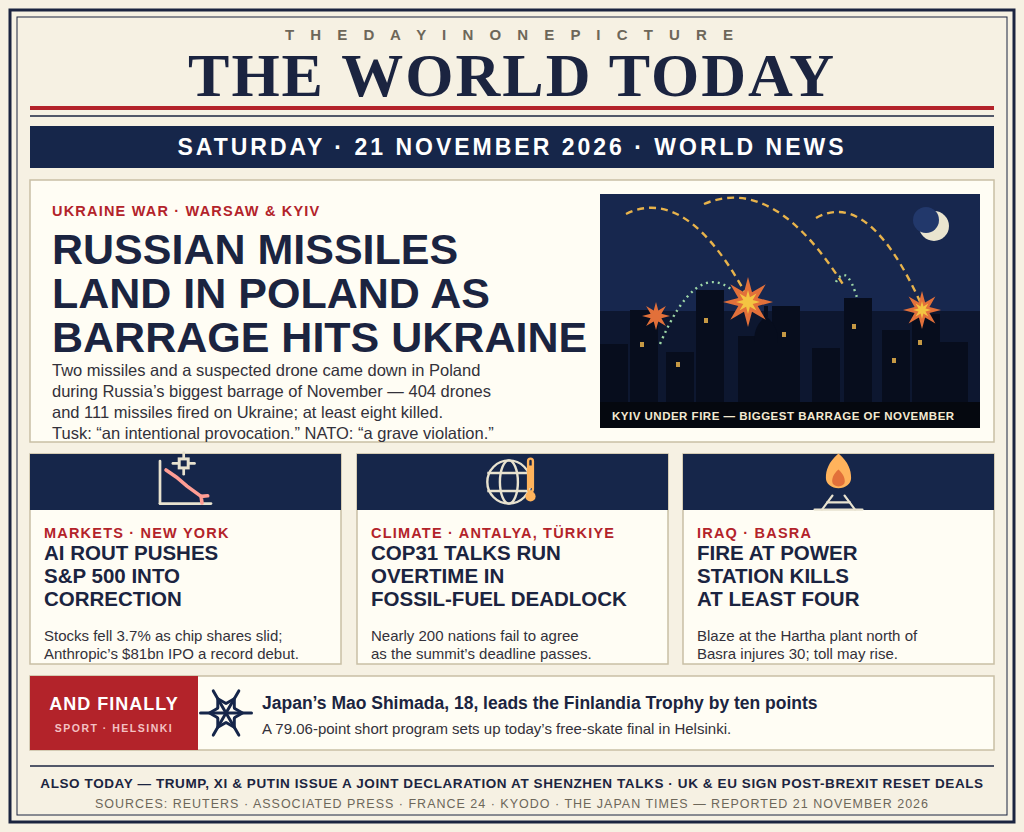 THE DAY IN ONE PICTURE
THE WORLD TODAY
SATURDAY · 21 NOVEMBER 2026 · WORLD NEWS
UKRAINE WAR · WARSAW & KYIV
RUSSIAN MISSILES
LAND IN POLAND AS
BARRAGE HITS UKRAINE
Two missiles and a suspected drone came down in Poland
during Russia’s biggest barrage of November — 404 drones
and 111 missiles fired on Ukraine; at least eight killed.
Tusk: “an intentional provocation.” NATO: “a grave violation.”
KYIV UNDER FIRE — BIGGEST BARRAGE OF NOVEMBER
MARKETS · NEW YORK
AI ROUT PUSHES
S&P 500 INTO
CORRECTION
Stocks fell 3.7% as chip shares slid;
Anthropic’s $81bn IPO a record debut.
CLIMATE · ANTALYA, TÜRKIYE
COP31 TALKS RUN
OVERTIME IN
FOSSIL-FUEL DEADLOCK
Nearly 200 nations fail to agree
as the summit’s deadline passes.
IRAQ · BASRA
FIRE AT POWER
STATION KILLS
AT LEAST FOUR
Blaze at the Hartha plant north of
Basra injures 30; toll may rise.
AND FINALLY
SPORT · HELSINKI
Japan’s Mao Shimada, 18, leads the Finlandia Trophy by ten points
A 79.06-point short program sets up today’s free-skate final in Helsinki.
ALSO TODAY — TRUMP, XI & PUTIN ISSUE A JOINT DECLARATION AT SHENZHEN TALKS · UK & EU SIGN POST-BREXIT RESET DEALS
SOURCES: REUTERS · ASSOCIATED PRESS · FRANCE 24 · KYODO · THE JAPAN TIMES — REPORTED 21 NOVEMBER 2026